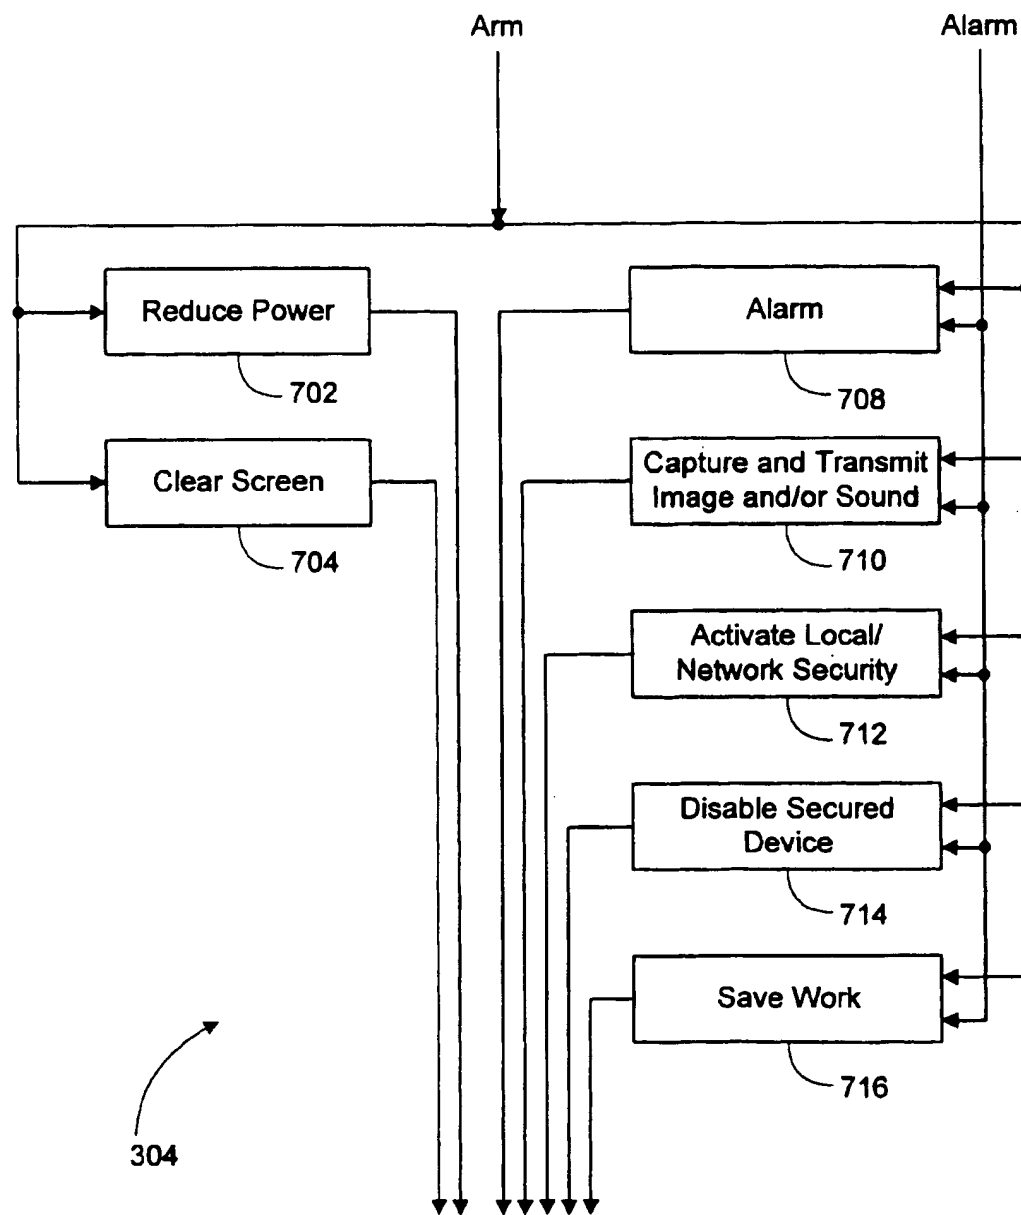 Arm
Alarm
Reduce Power
702
Clear Screen
704
Alarm
708
Capture and Transmit
Image and/or Sound
710
Activate Local/
Network Security
712
Disable Secured
Device
714
Save Work
716
304